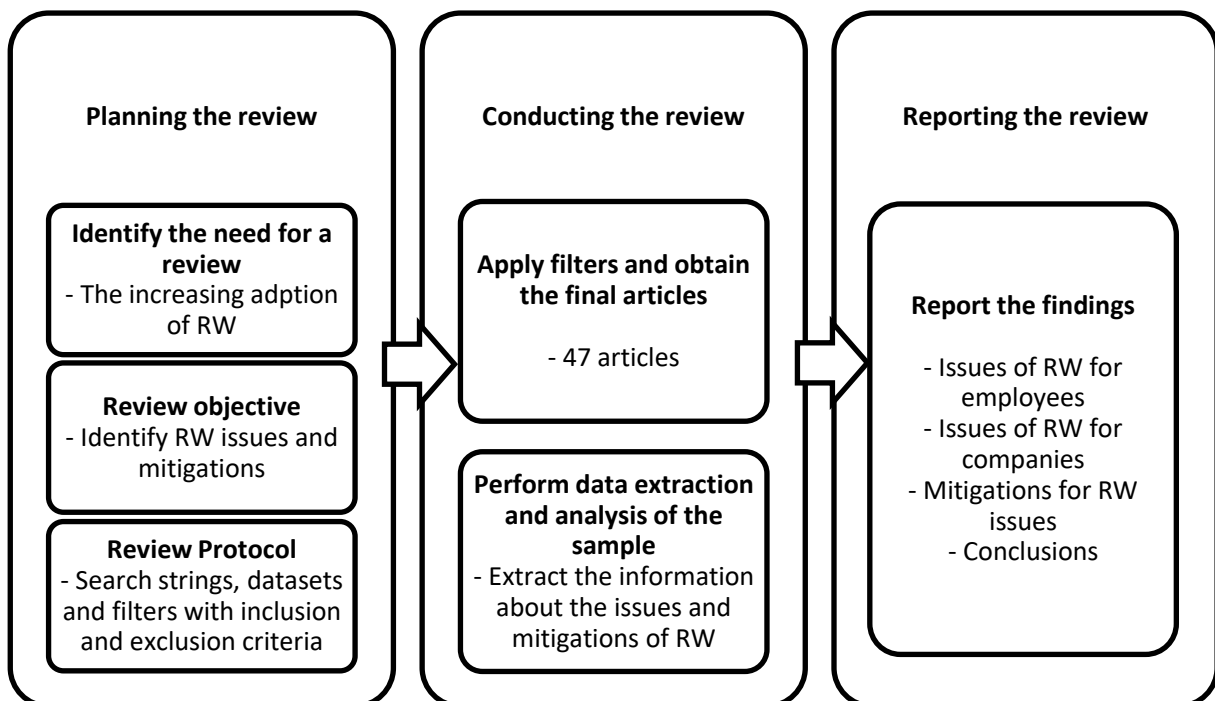 Planning the review
Identify the need for a
review
- The increasing adption
of RW
Review objective
- Identify RW issues and
mitigations
Review Protocol
- Search strings, datasets
and filters with inclusion
and exclusion criteria
Conducting the review
Apply filters and obtain
the final articles
- 47 articles
Perform data extraction
and analysis of the
sample
- Extract the information
about the issues and
mitigations of RW
Reporting the review
Report the findings
- Issues of RW for
employees
- Issues of RW for
companies
- Mitigations for RW
issues
- Conclusions